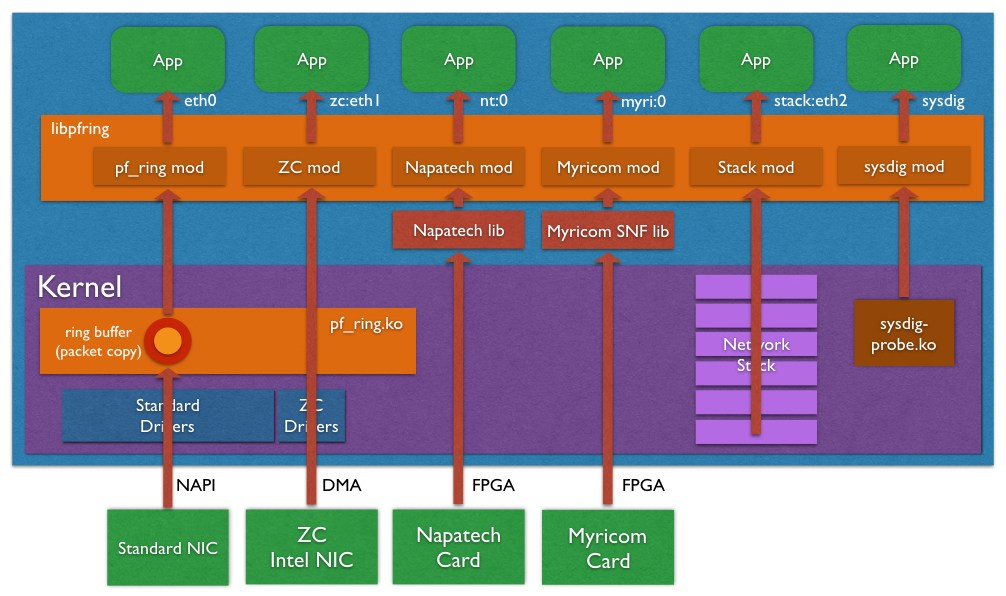 App
App
App
App
App
App
eth0
zc:eth1
nt:0
myri:0
stack:eth2
sysdig
libpfring
pf_ring mod
ZC mod
Napatech mod
Myricom mod
Stack mod
sysdig mod
Napatech lib
Myricom SNF lib
Kernel
ring buffer
(packet copy)
pf_ring.ko
Network
Stack
sysdig-
probe.ko
Standard
Drivers
ZC
Drivers
NAPI
DMA
FPGA
FPGA
Standard NIC
ZC
Intel NIC
Napatech
Card
Myricom
Card